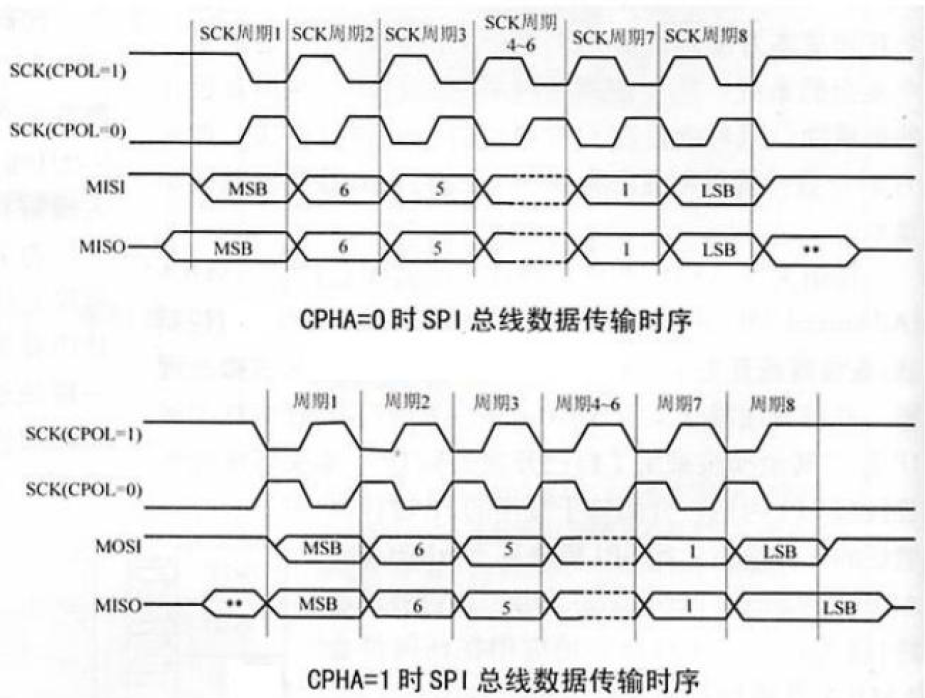 SCK周期1 SCK周期2 SCK周期3 SCK周期 4~6 SCK周期7 SCK周期8
SCK(CPOL=1)
SCK(CPOL=0)
MISI MSB 6 5 1 LSB
MISO MSB 6 5 1 LSB **
CPHA=0时SPI总线数据传输时序
周期1 周期2 周期3 周期4~6 周期7 周期8
SCK(CPOL=1)
SCK(CPOL=0)
MOSI MSB 6 5 1 LSB
MISO ** MSB 6 5 1 LSB
CPHA=1时SPI总线数据传输时序